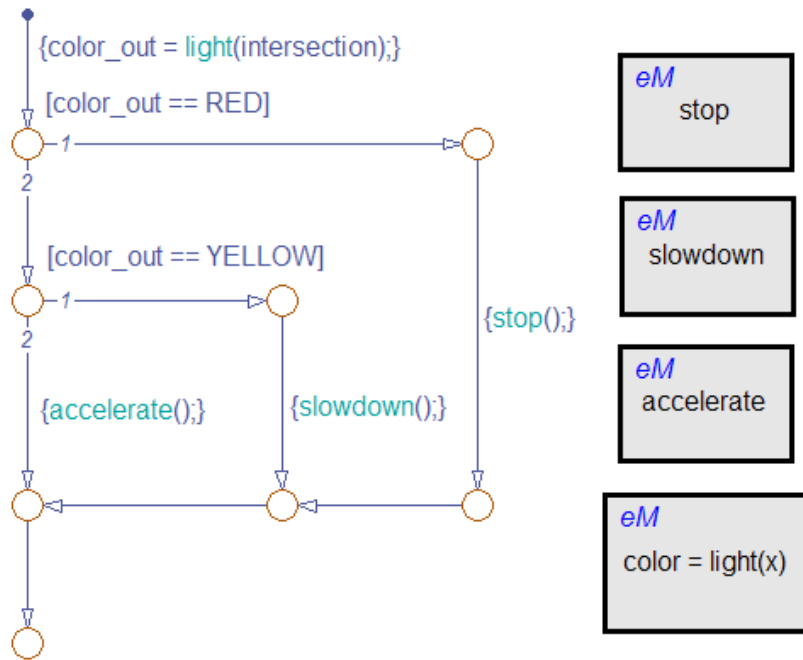 {color_out = light(intersection);}
[color_out == RED]
1
2
[color_out == YELLOW]
1
2
{stop();}
{accelerate();}
{slowdown();}
eM
stop
eM
slowdown
eM
accelerate
eM
color = light(x)